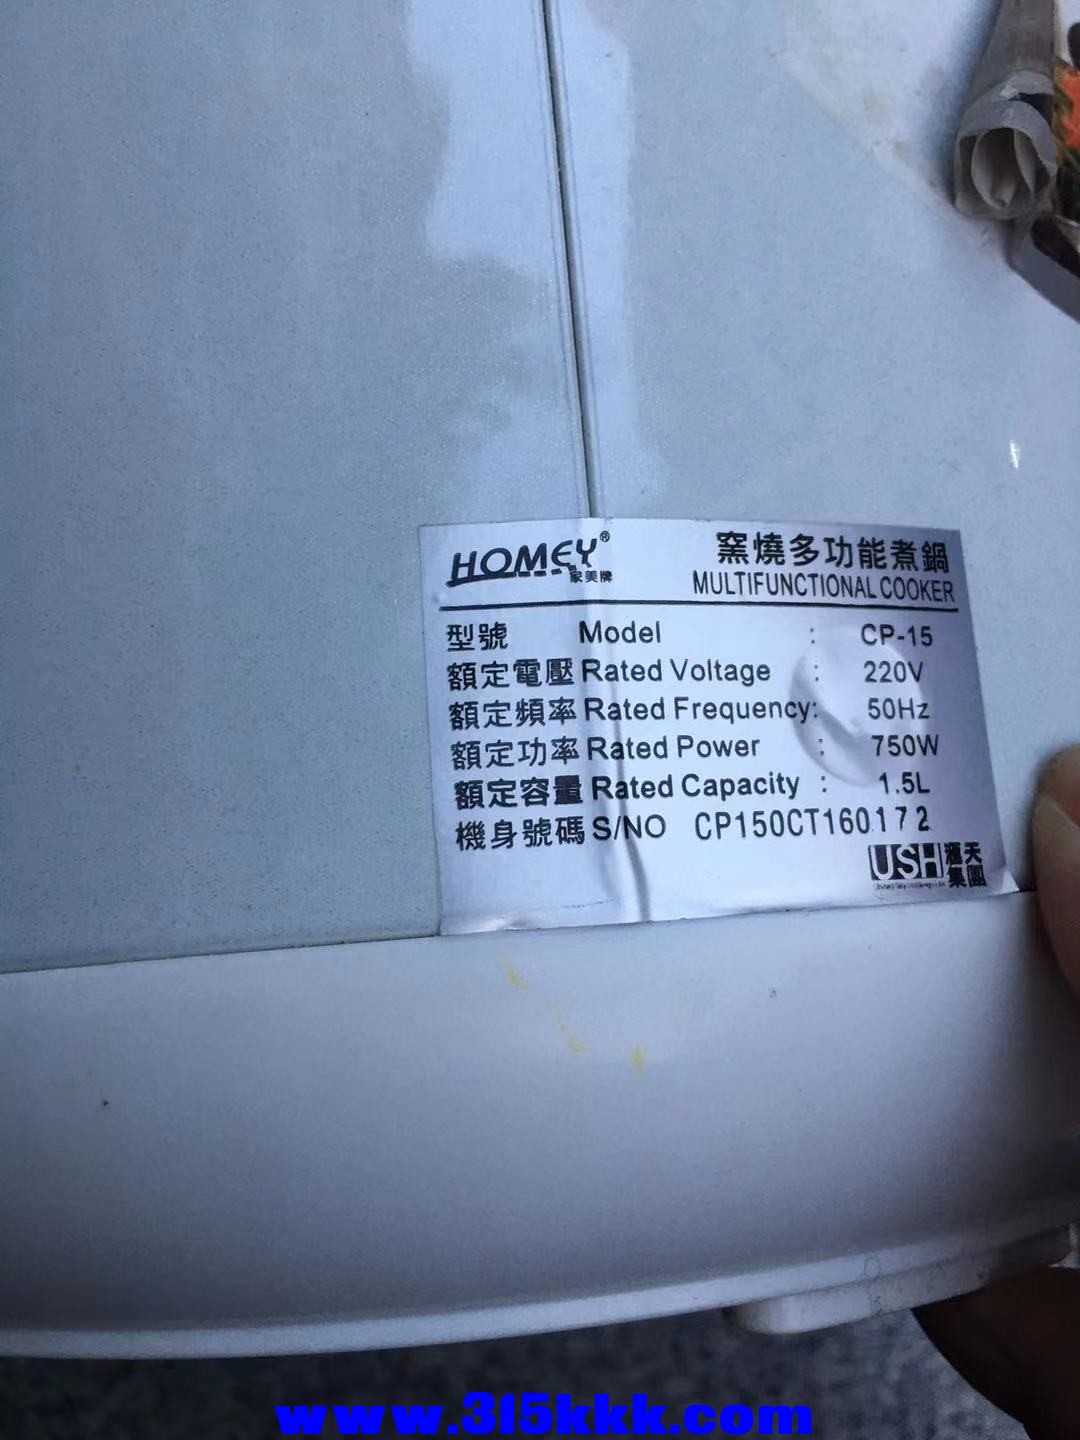 HOMEY®
家美牌
窯燒多功能煮鍋
MULTIFUNCTIONAL COOKER
型號 Model : CP-15
額定電壓 Rated Voltage : 220V
額定頻率 Rated Frequency: 50Hz
額定功率 Rated Power : 750W
額定容量 Rated Capacity : 1.5L
機身號碼 S/NO CP150CT160172
USH 滙天
集團
www.315kkk.com